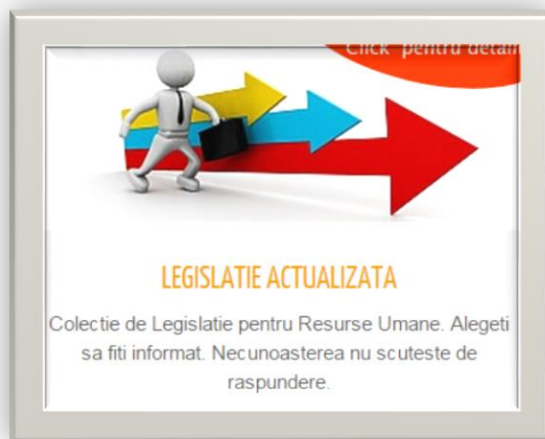 Click pentru detalii
LEGISLATIE ACTUALIZATA
Colectie de Legislatie pentru Resurse Umane. Alegeti
sa fiti informat. Necunoasterea nu scuteste de
raspundere.